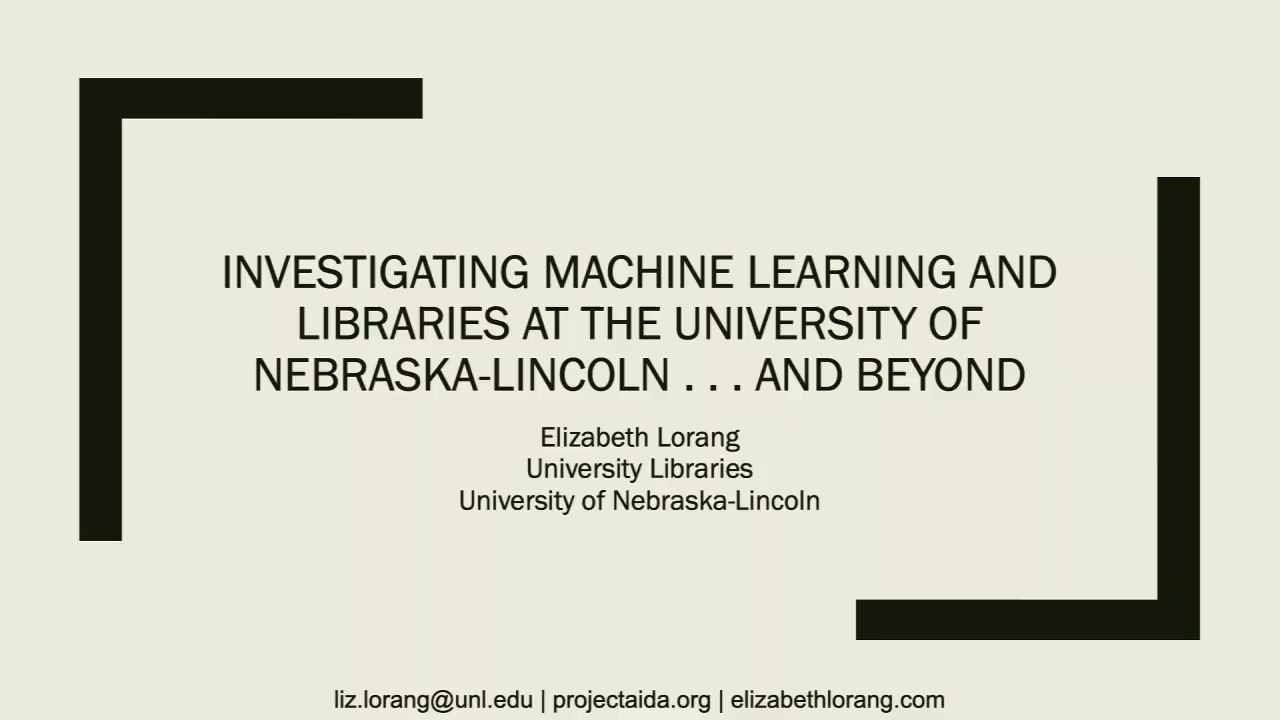 INVESTIGATING MACHINE LEARNING AND
LIBRARIES AT THE UNIVERSITY OF
NEBRASKA-LINCOLN . . . AND BEYOND
Elizabeth Lorang
University Libraries
University of Nebraska-Lincoln
liz.lorang@unl.edu | projectaida.org | elizabethlorang.com